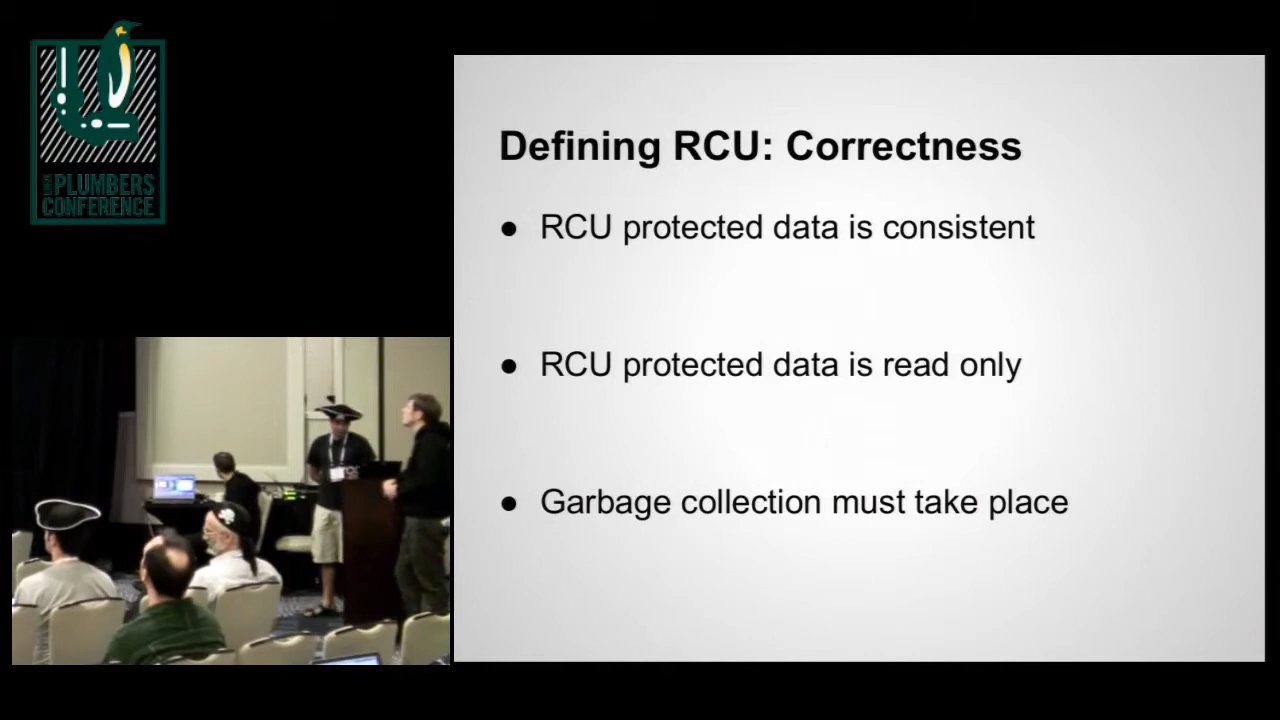 LINUX PLUMBERS
CONFERENCE
Defining RCU: Correctness
● RCU protected data is consistent
● RCU protected data is read only
● Garbage collection must take place